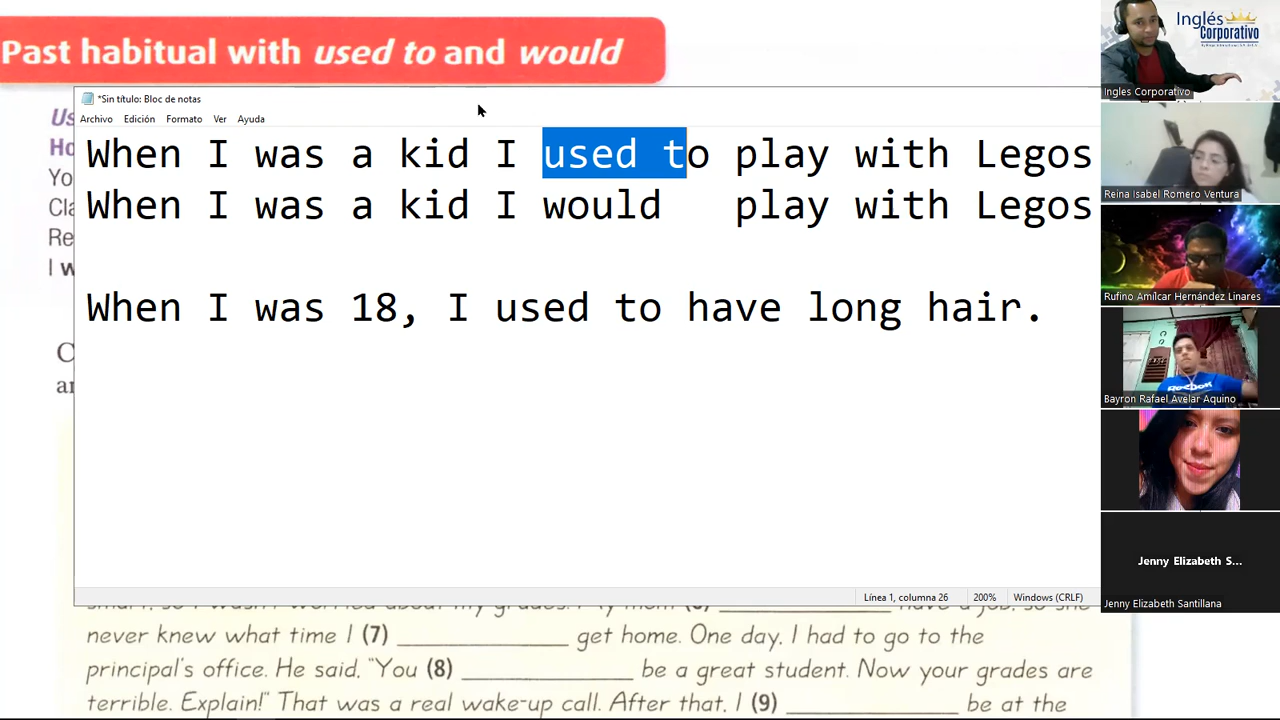 Past habitual with used to and would
*Sin título: Bloc de notas
Archivo Edición Formato Ver Ayuda
When I was a kid I used to play with Legos
When I was a kid I would play with Legos
When I was 18, I used to have long hair.
Línea 1, columna 26 200% Windows (CRLF)
never knew what time I (7) ____________ get home. One day, I had to go to the
principal's office. He said, "You (8) ____________ be a great student. Now your grades are
terrible. Explain!" That was a real wake-up call. After that, I (9) ____________ be at the
Inglés
Corporativo
Ingles Corporativo
Reina Isabel Romero Ventura
Rufino Amílcar Hernández Linares
Bayron Rafael Avelar Aquino
Jenny Elizabeth S...
Jenny Elizabeth Santillana